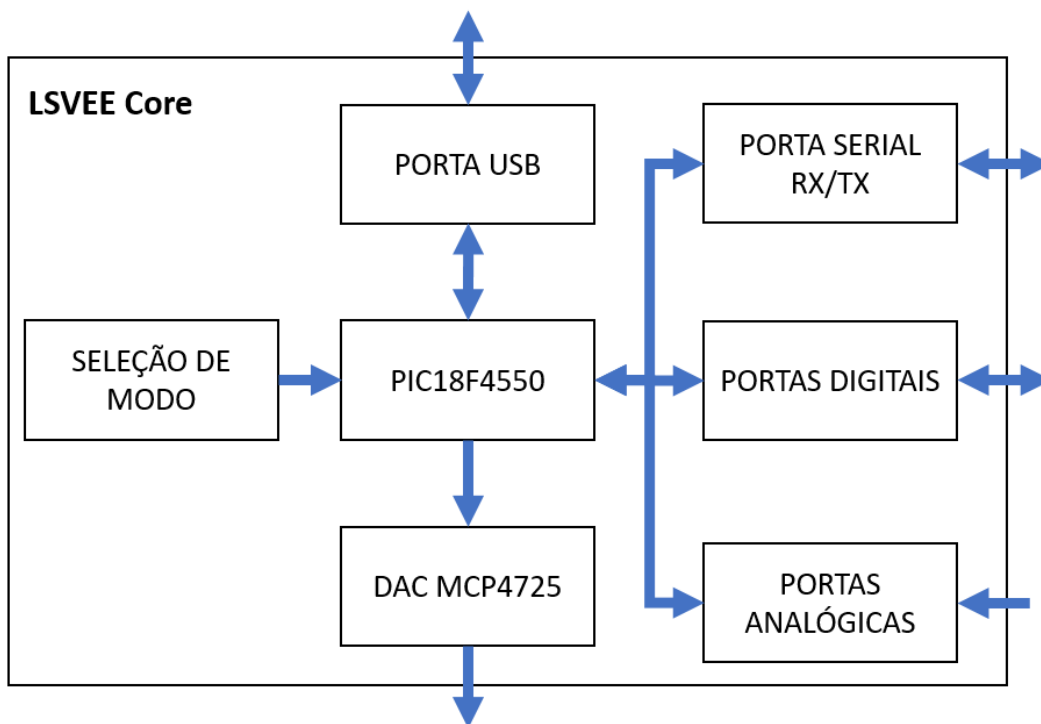 LSVEE Core
PORTA USB
PORTA SERIAL
RX/TX
SELEÇÃO DE
MODO
PIC18F4550
PORTAS DIGITAIS
DAC MCP4725
PORTAS
ANALÓGICAS